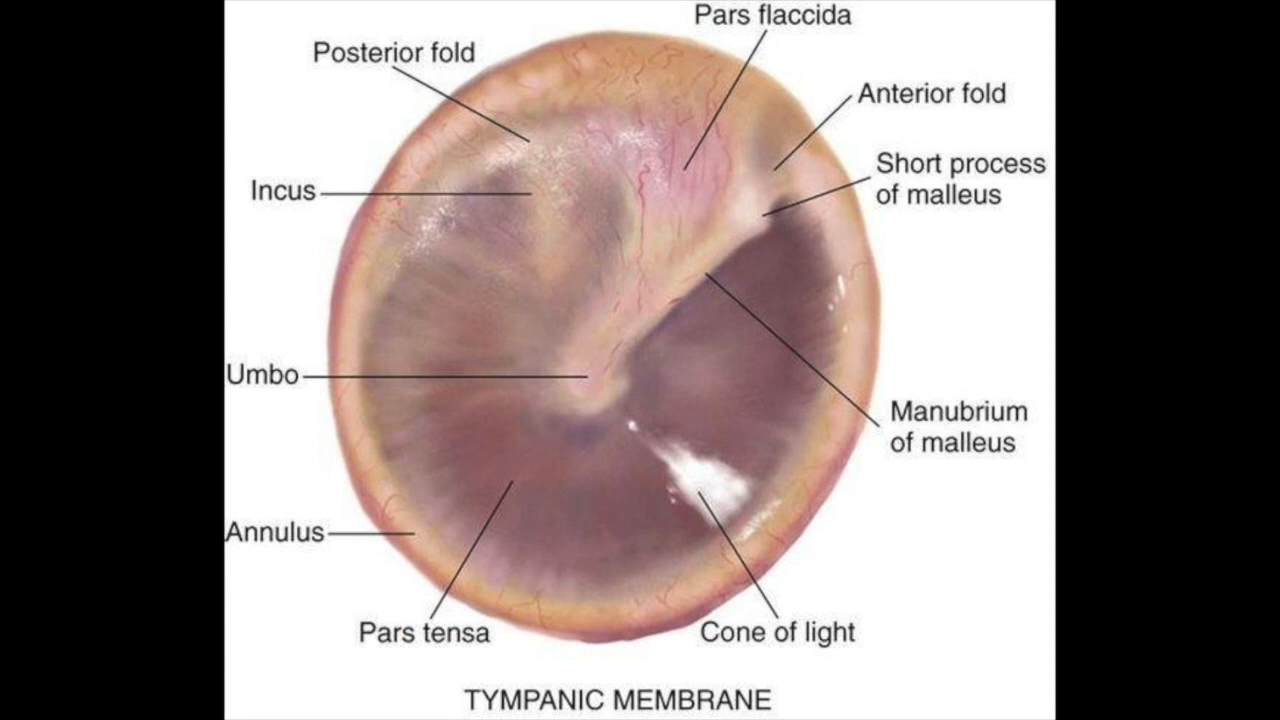 Pars flaccida
Posterior fold
Anterior fold
Short process
of malleus
Incus
Umbo
Manubrium
of malleus
Annulus
Pars tensa
Cone of light
TYMPANIC MEMBRANE